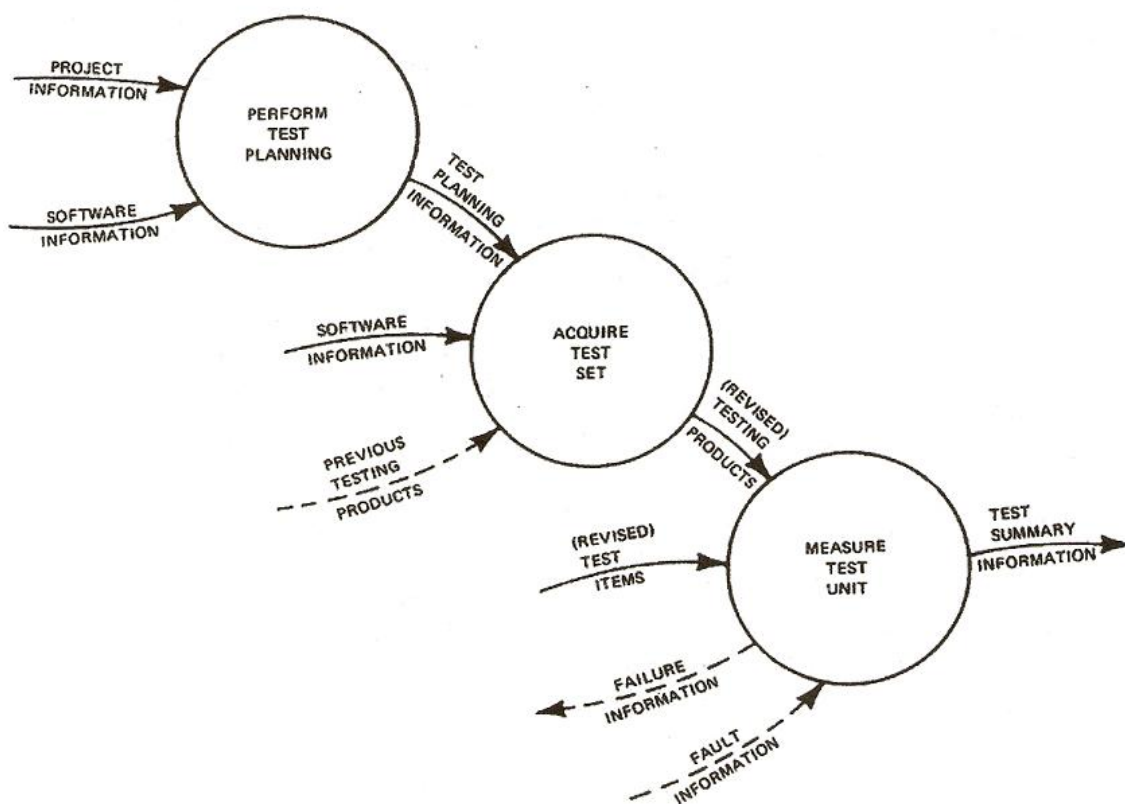 PROJECT
INFORMATION
PERFORM
TEST
PLANNING
SOFTWARE
INFORMATION
TEST
PLANNING
INFORMATION
SOFTWARE
INFORMATION
ACQUIRE
TEST
SET
PREVIOUS
TESTING
PRODUCTS
(REVISED)
TESTING
PRODUCTS
(REVISED)
TEST
ITEMS
MEASURE
TEST
UNIT
TEST
SUMMARY
INFORMATION
FAILURE
INFORMATION
FAULT
INFORMATION